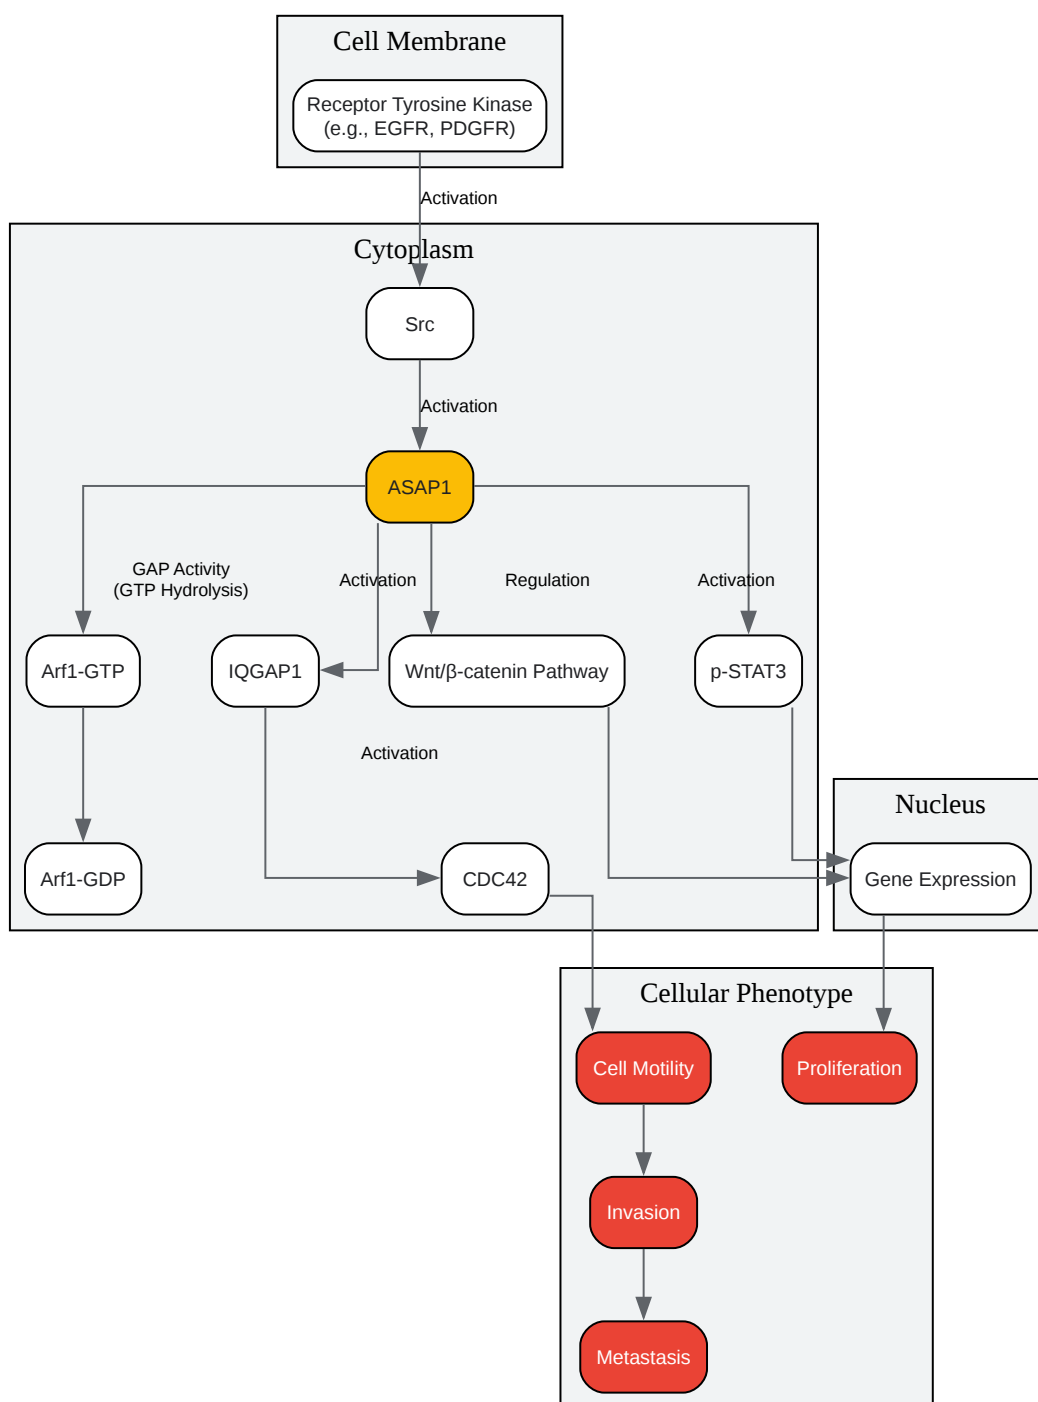 Cell Membrane
Receptor Tyrosine Kinase
(e.g., EGFR, PDGFR)
Activation
Cytoplasm
Src
Activation
ASAP1
GAP Activity
(GTP Hydrolysis)
Activation
Regulation
Activation
Arf1-GTP
IQGAP1
Wnt/β-catenin Pathway
p-STAT3
Activation
Nucleus
Arf1-GDP
CDC42
Gene Expression
Cellular Phenotype
Cell Motility
Proliferation
Invasion
Metastasis